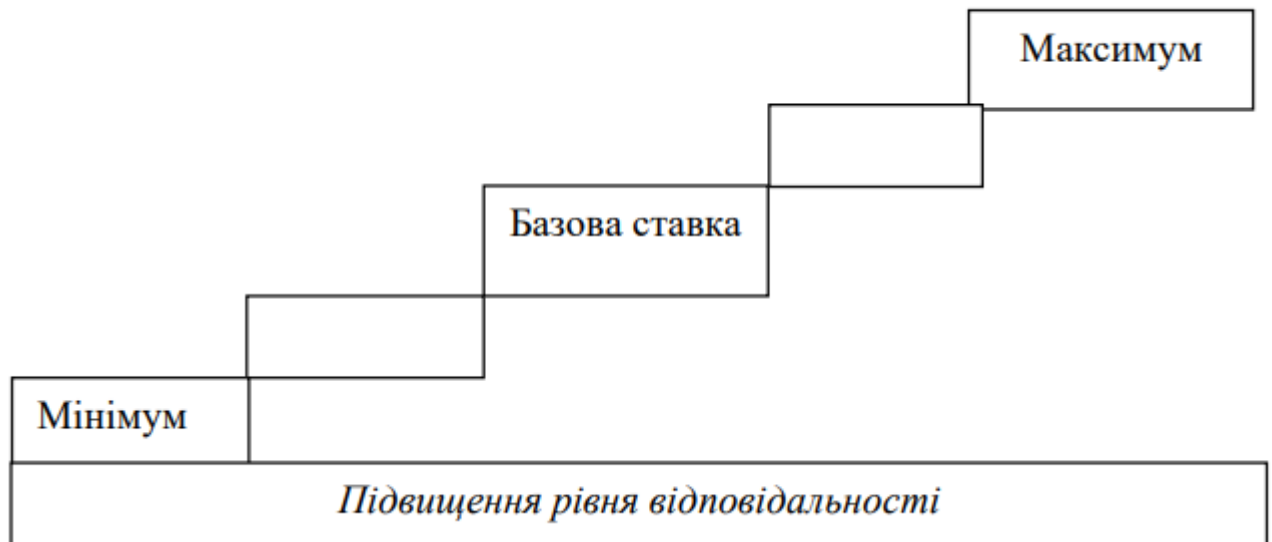 Максимум
Базова ставка
Мінімум
Підвищення рівня відповідальності